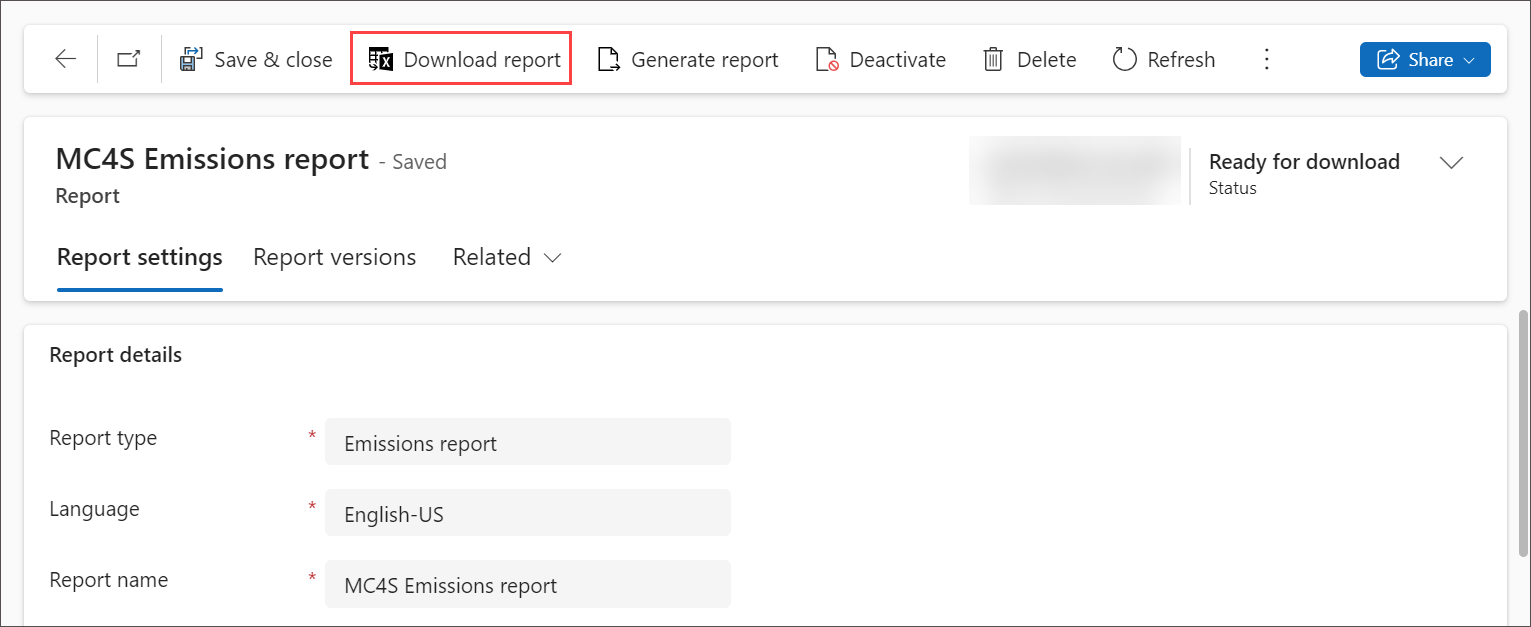 Save & close Download report Generate report Deactivate Delete Refresh Share
MC4S Emissions report - Saved
Report
Ready for download
Status
Report settings Report versions Related
Report details
Report type * Emissions report
Language * English-US
Report name * MC4S Emissions report